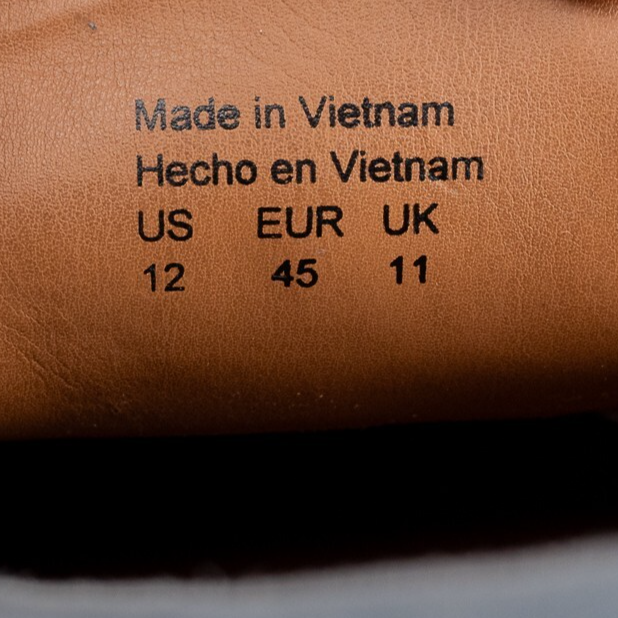 Made in Vietnam
Hecho en Vietnam
US EUR UK
12 45 11